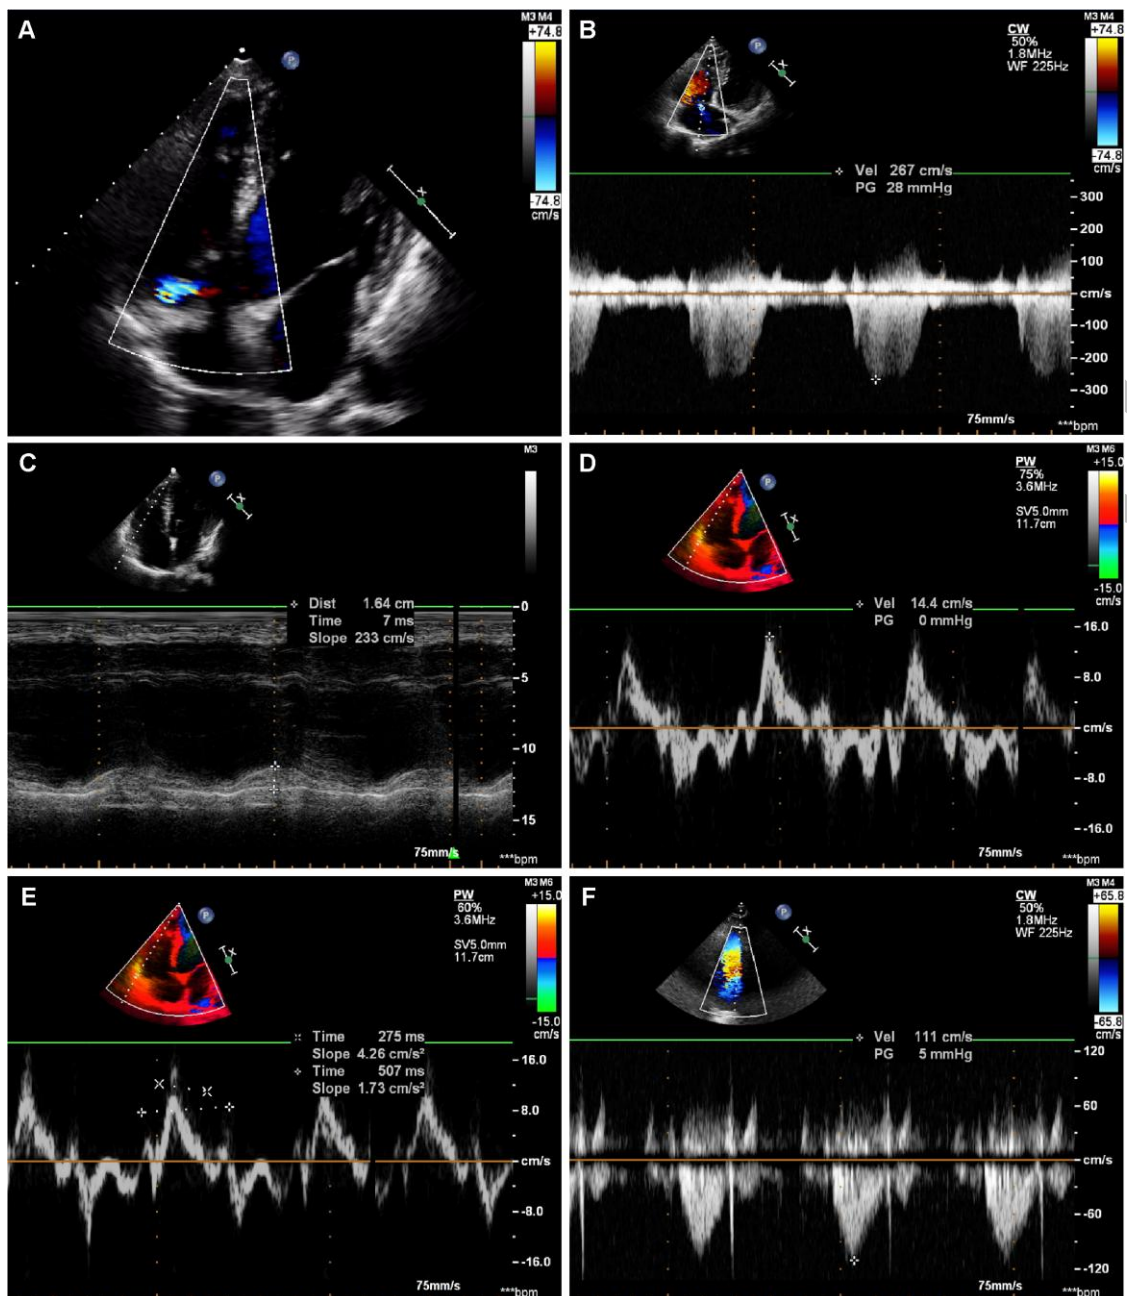 A
M3 M4
+74.8
-74.8
cm/s
B
CW
50%
1.8MHz
WF 225Hz
M3 M4
+74.8
-74.8
cm/s
Vel 267 cm/s
PG 28 mmHg
300
100
cm/s
-100
-200
-300
75mm/s
***bpm
C
M3
Dist 1.64 cm
Time 7 ms
Slope 233 cm/s
0
5
10
15
75mm/s
***bpm
D
PW
75%
3.6MHz
SV5.0mm
11.7cm
M3 M6
+15.0
-15.0
cm/s
Vel 14.4 cm/s
PG 0 mmHg
16.0
8.0
cm/s
-8.0
-16.0
75mm/s
***bpm
E
PW
60%
3.6MHz
SV5.0mm
11.7cm
M3 M6
+15.0
-15.0
cm/s
Time 275 ms
Slope 4.26 cm/s²
Time 507 ms
Slope 1.73 cm/s²
16.0
8.0
cm/s
-8.0
-16.0
75mm/s
***bpm
F
CW
50%
1.8MHz
WF 225Hz
M3 M4
+65.8
-65.8
cm/s
Vel 111 cm/s
PG 5 mmHg
120
60
cm/s
-60
-120
75mm/s
***bpm